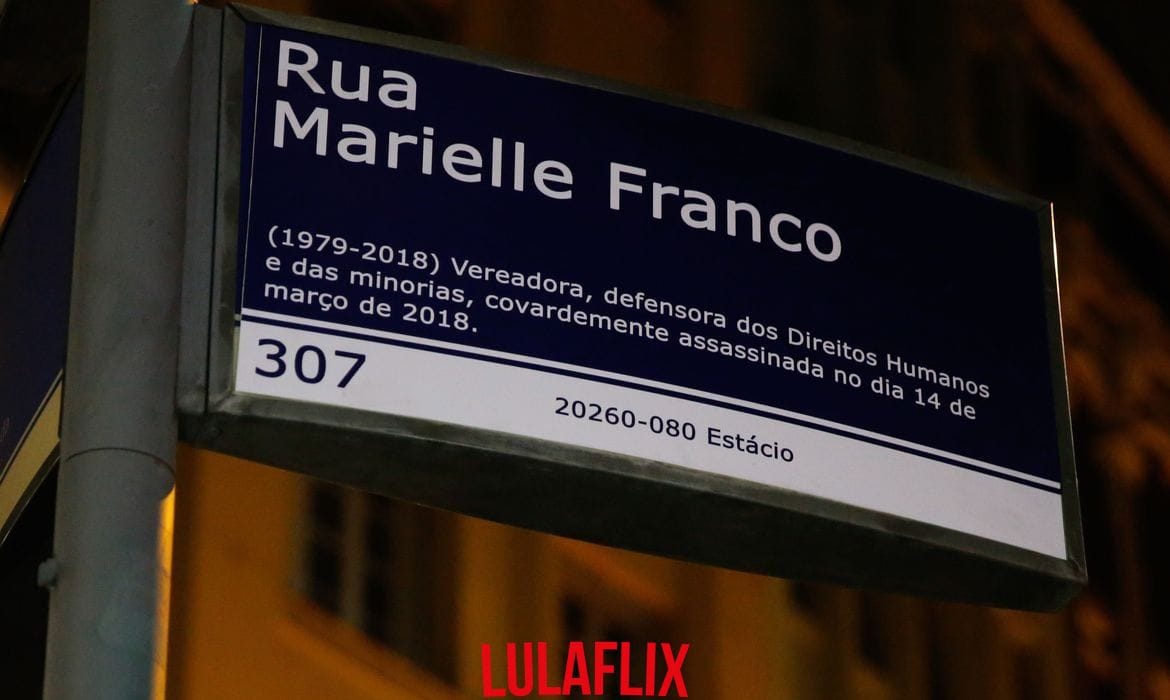 Rua
Marielle Franco
(1979-2018) Vereadora, defensora dos Direitos Humanos
e das minorias, covardemente assassinada no dia 14 de
março de 2018.
307
20260-080 Estácio
LULAFLIX